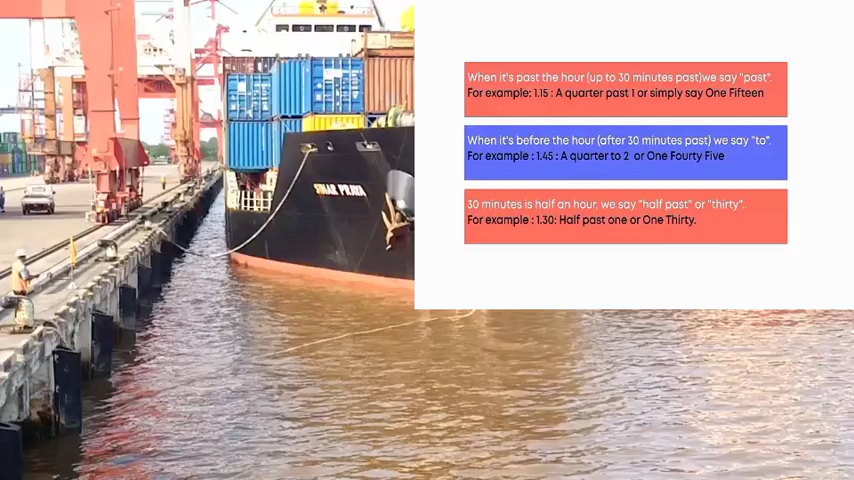 When it's past the hour (up to 30 minutes past)we say "past".
For example: 1.15 : A quarter past 1 or simply say One Fifteen
When it's before the hour (after 30 minutes past) we say "to".
For example : 1.45 : A quarter to 2 or One Fourty Five
30 minutes is half an hour, we say "half past" or "thirty"..
For example : 1.30: Half past one or One Thirty.
SINAR PRAYA